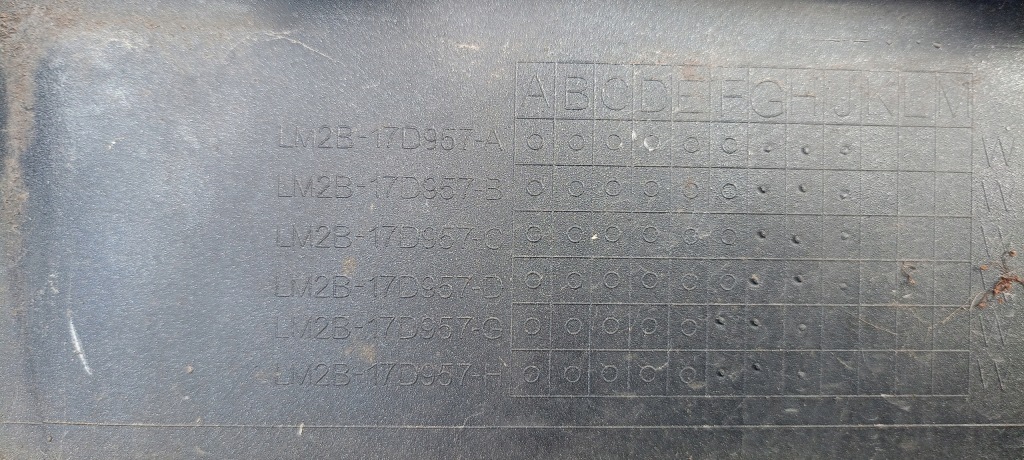 A B C D E F G H J K L M
LM2B-17D957-A W
LM2B-17D957-B W
LM2B-17D957-C W
LM2B-17D957-D W
LM2B-17D957-G W
LM2B-17D957-H W